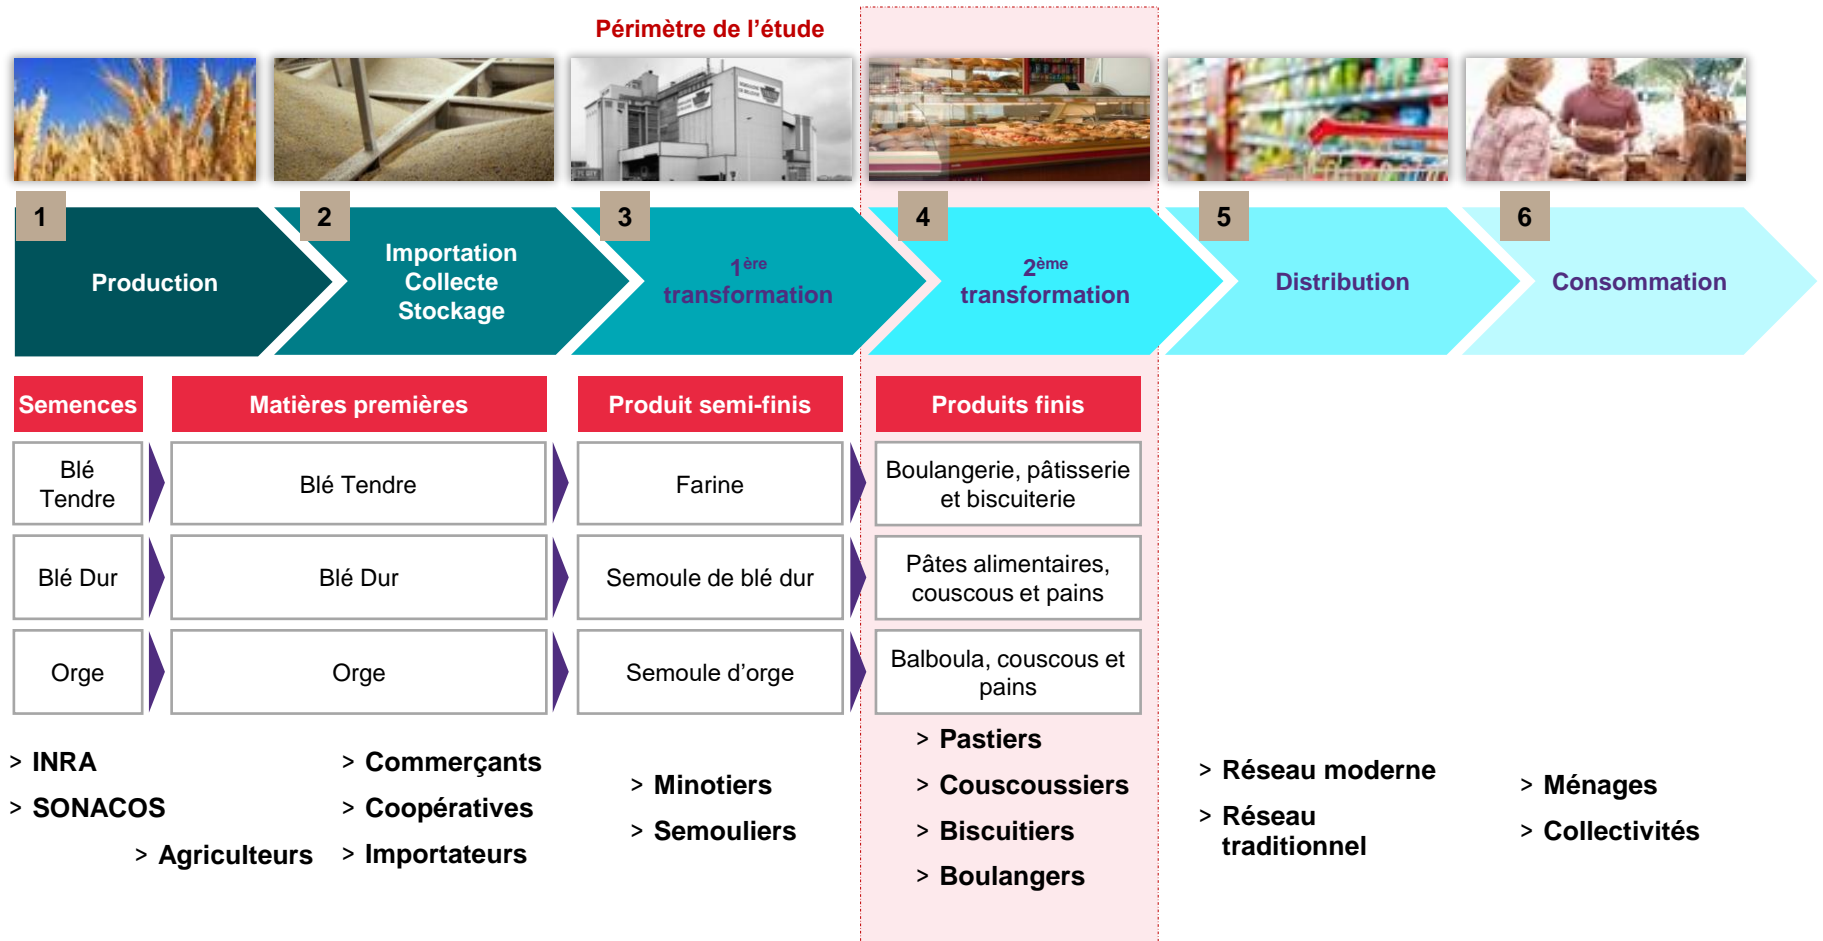 Périmètre de l’étude
1
2
3
4
5
6
Production
Importation
Collecte
Stockage
1ère
transformation
2ème
transformation
Distribution
Consommation
Semences
Matières premières
Produit semi-finis
Produits finis
Blé
Tendre
Blé Tendre
Farine
Boulangerie, pâtisserie
et biscuiterie
Blé Dur
Blé Dur
Semoule de blé dur
Pâtes alimentaires,
couscous et pains
Orge
Orge
Semoule d’orge
Balboula, couscous et
pains
> INRA
> SONACOS
> Agriculteurs
> Commerçants
> Coopératives
> Importateurs
> Minotiers
> Semouliers
> Pastiers
> Couscoussiers
> Biscuitiers
> Boulangers
> Réseau moderne
> Réseau
traditionnel
> Ménages
> Collectivités